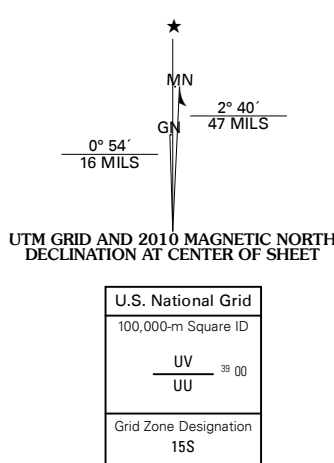 ★
MN
GN
2° 40´
47 MILS
0° 54´
16 MILS
UTM GRID AND 2010 MAGNETIC NORTH
DECLINATION AT CENTER OF SHEET
U.S. National Grid
100,000-m Square ID
UV
39 00
UU
Grid Zone Designation
15S